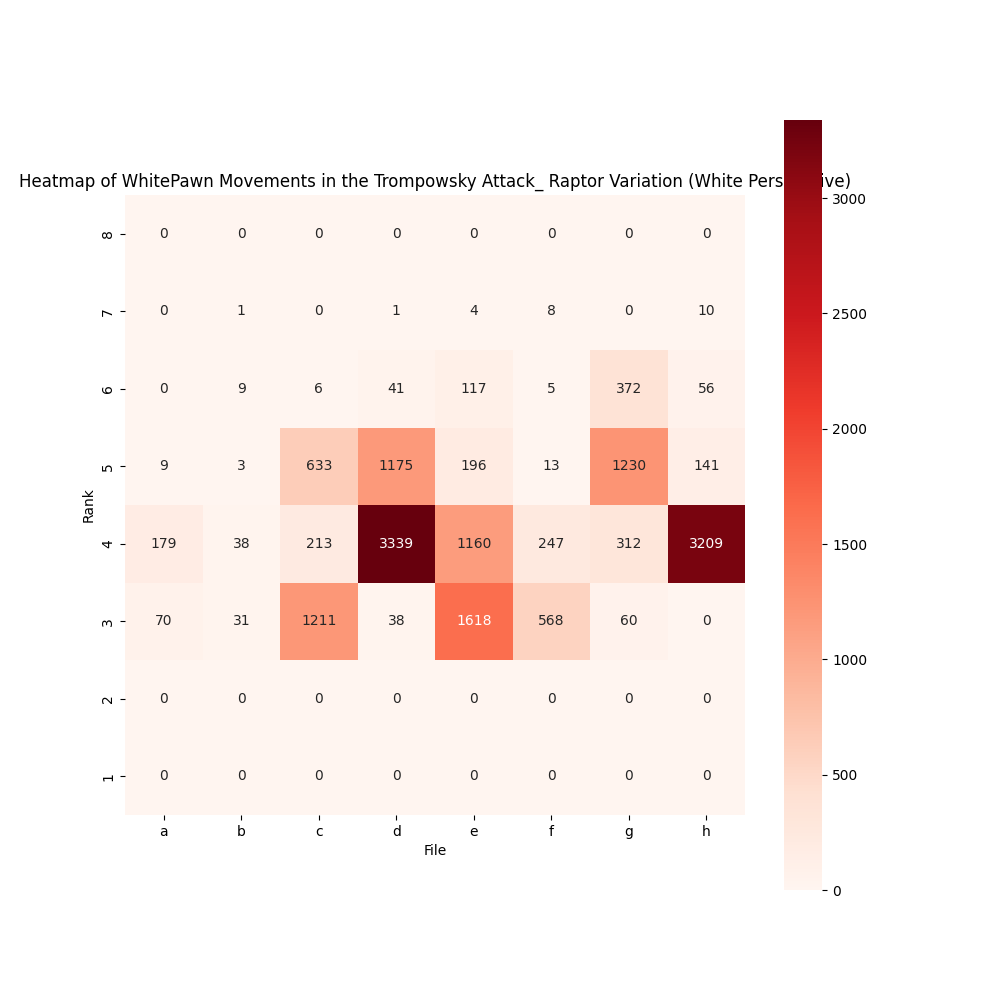 Heatmap of WhitePawn Movements in the Trompowsky Attack_ Raptor Variation (White Perspective)
8 0 0 0 0 0 0 0 0
7 0 1 0 1 4 8 0 10
6 0 9 6 41 117 5 372 56
5 9 3 633 1175 196 13 1230 141
4 179 38 213 3339 1160 247 312 3209
3 70 31 1211 38 1618 568 60 0
2 0 0 0 0 0 0 0 0
1 0 0 0 0 0 0 0 0
a b c d e f g h
File
Rank
3000
2500
2000
1500
1000
500
0